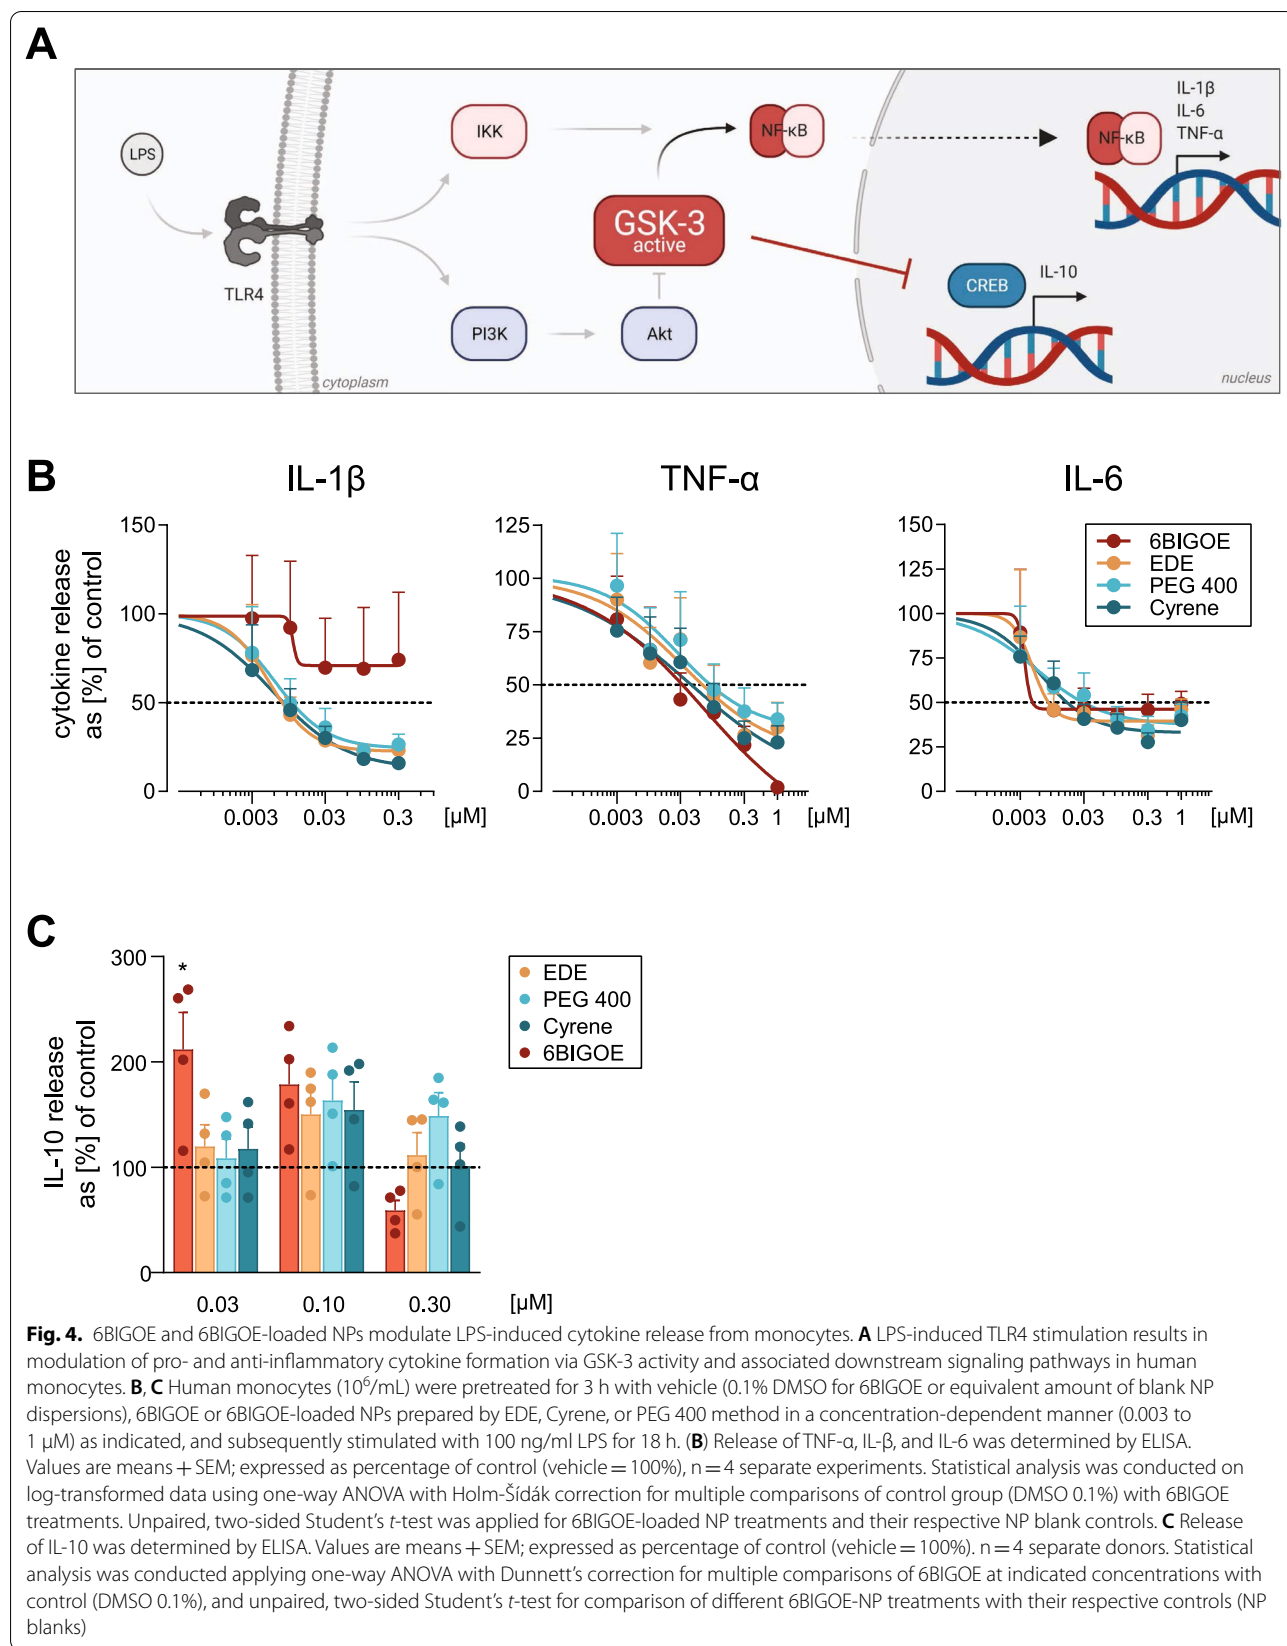 A
LPS
TLR4
IKK
PI3K
Akt
GSK-3
active
NF-κB
NF-κB
IL-1β
IL-6
TNF-α
CREB
IL-10
cytoplasm
nucleus
B
IL-1β
TNF-α
IL-6
cytokine release
as [%] of control
150
100
50
0
0.003
0.03
0.3
[µM]
125
100
75
50
25
0
0.003
0.03
0.3
1
[µM]
150
125
100
75
50
25
0
0.003
0.03
0.3
1
[µM]
6BIGOE
EDE
PEG 400
Cyrene
C
IL-10 release
as [%] of control
300
200
100
0
*
0.03
0.10
0.30
[µM]
EDE
PEG 400
Cyrene
6BIGOE
Fig. 4. 6BIGOE and 6BIGOE-loaded NPs modulate LPS-induced cytokine release from monocytes. A LPS-induced TLR4 stimulation results in
modulation of pro- and anti-inflammatory cytokine formation via GSK-3 activity and associated downstream signaling pathways in human
monocytes. B, C Human monocytes (10⁶/mL) were pretreated for 3 h with vehicle (0.1% DMSO for 6BIGOE or equivalent amount of blank NP
dispersions), 6BIGOE or 6BIGOE-loaded NPs prepared by EDE, Cyrene, or PEG 400 method in a concentration-dependent manner (0.003 to
1 µM) as indicated, and subsequently stimulated with 100 ng/ml LPS for 18 h. (B) Release of TNF-α, IL-β, and IL-6 was determined by ELISA.
Values are means + SEM; expressed as percentage of control (vehicle = 100%), n = 4 separate experiments. Statistical analysis was conducted on
log-transformed data using one-way ANOVA with Holm-Šídák correction for multiple comparisons of control group (DMSO 0.1%) with 6BIGOE
treatments. Unpaired, two-sided Student's t-test was applied for 6BIGOE-loaded NP treatments and their respective NP blank controls. C Release
of IL-10 was determined by ELISA. Values are means + SEM; expressed as percentage of control (vehicle = 100%). n = 4 separate donors. Statistical
analysis was conducted applying one-way ANOVA with Dunnett's correction for multiple comparisons of 6BIGOE at indicated concentrations with
control (DMSO 0.1%), and unpaired, two-sided Student's t-test for comparison of different 6BIGOE-NP treatments with their respective controls (NP
blanks)